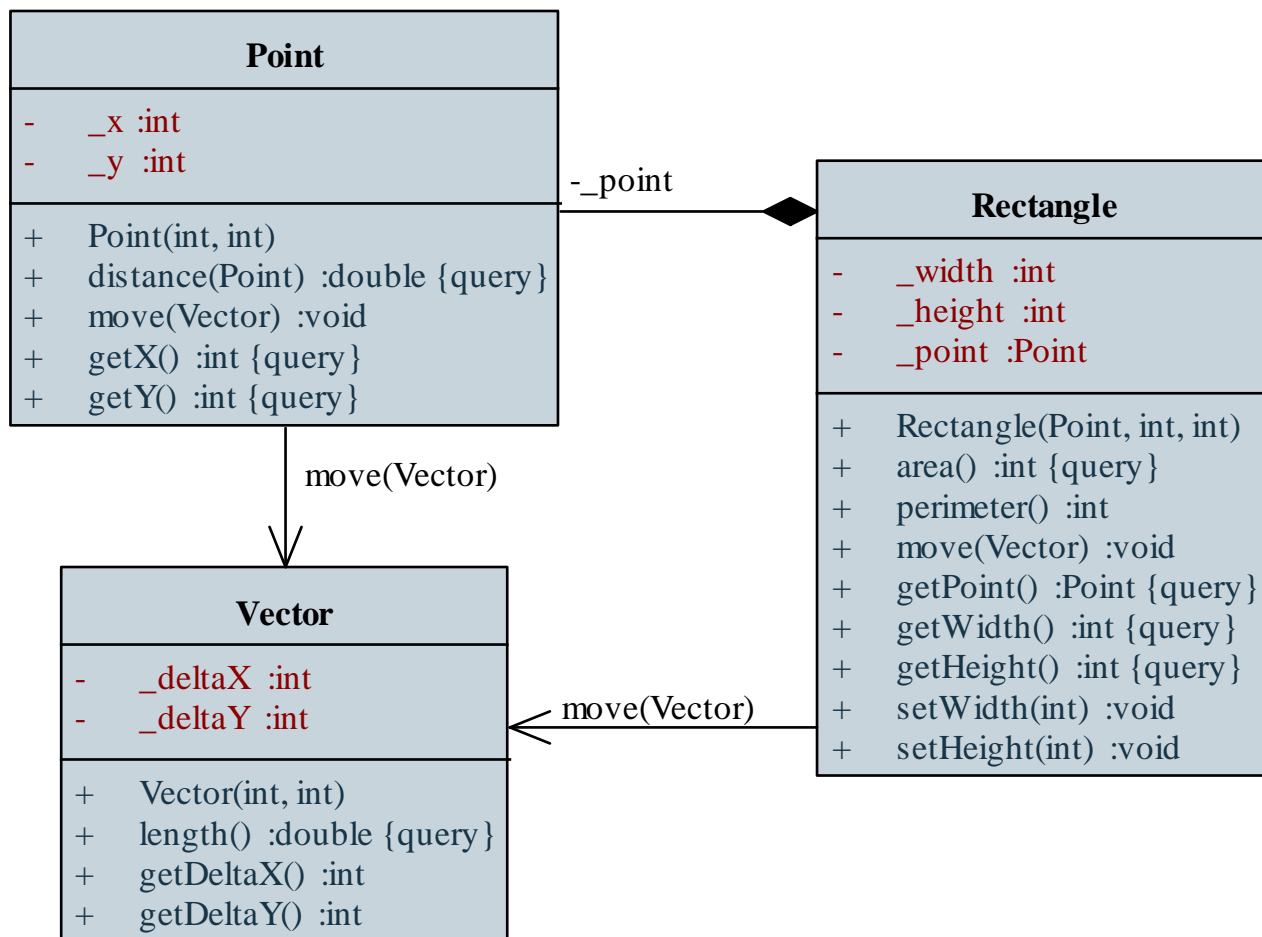 Point
- _x :int
- _y :int
+ Point(int, int)
+ distance(Point) :double {query}
+ move(Vector) :void
+ getX() :int {query}
+ getY() :int {query}
-_point
Rectangle
- _width :int
- _height :int
- _point :Point
+ Rectangle(Point, int, int)
+ area() :int {query}
+ perimeter() :int
+ move(Vector) :void
+ getPoint() :Point {query}
+ getWidth() :int {query}
+ getHeight() :int {query}
+ setWidth(int) :void
+ setHeight(int) :void
move(Vector)
move(Vector)
Vector
- _deltaX :int
- _deltaY :int
+ Vector(int, int)
+ length() :double {query}
+ getDeltaX() :int
+ getDeltaY() :int